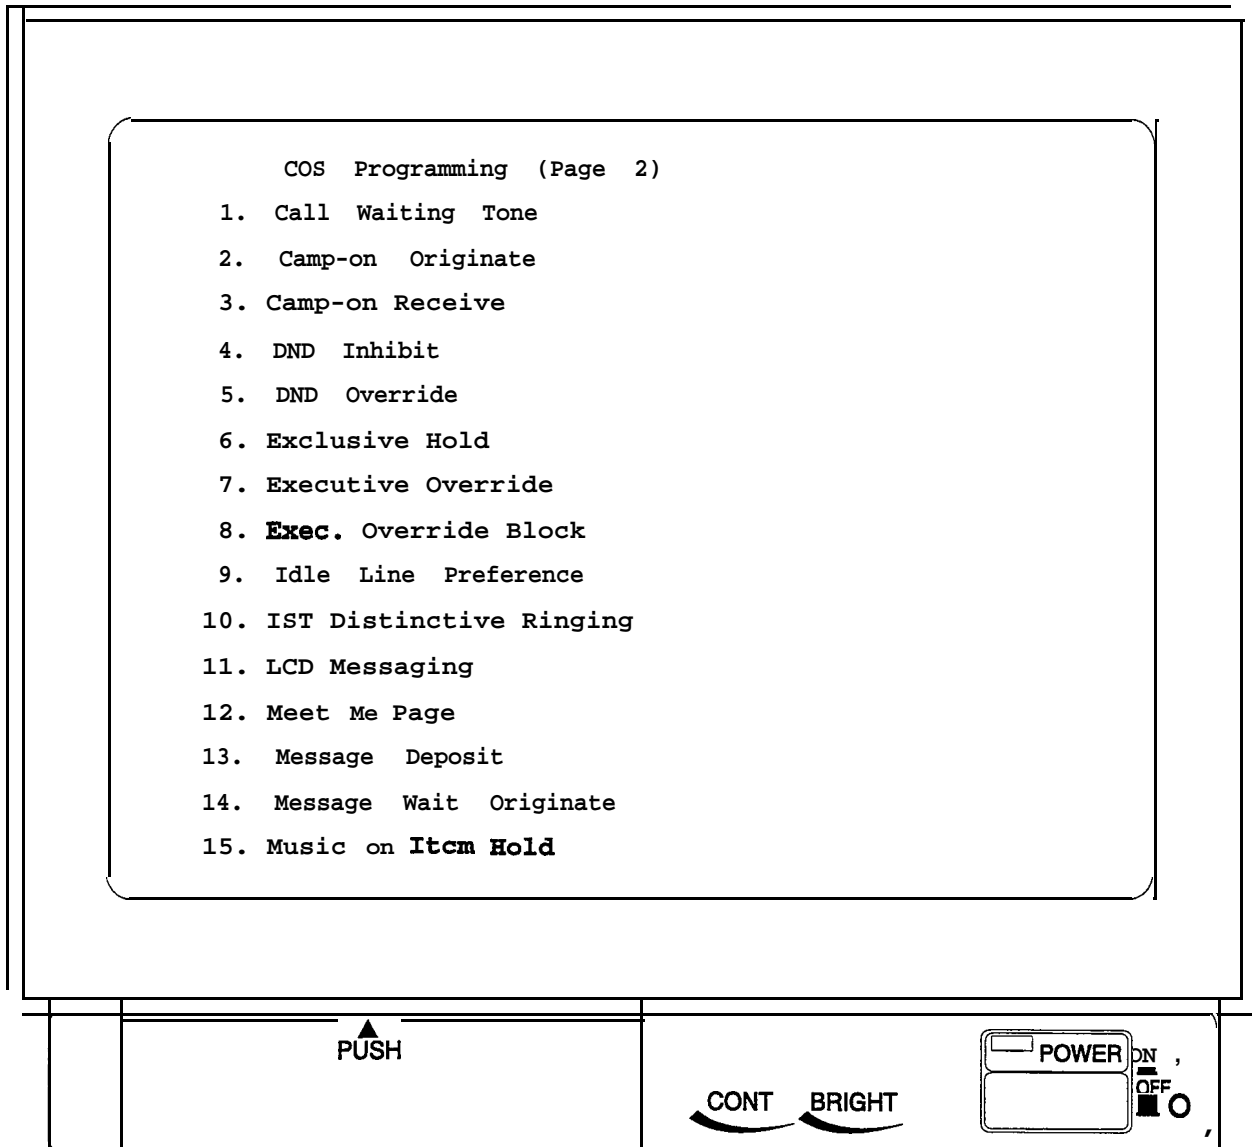 COS Programming (Page 2)
1. Call Waiting Tone
2. Camp-on Originate
3. Camp-on Receive
4. DND Inhibit
5. DND Override
6. Exclusive Hold
7. Executive Override
8. Exec. Override Block
9. Idle Line Preference
10. IST Distinctive Ringing
11. LCD Messaging
12. Meet Me Page
13. Message Deposit
14. Message Wait Originate
15. Music on Itcm Hold
PUSH
POWER ON ,
OFF
CONT BRIGHT